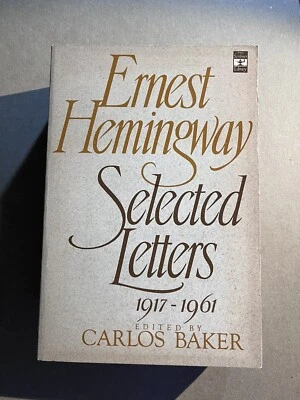 Ernest
Hemingway
Selected
Letters
1917-1961
EDITED BY
CARLOS BAKER